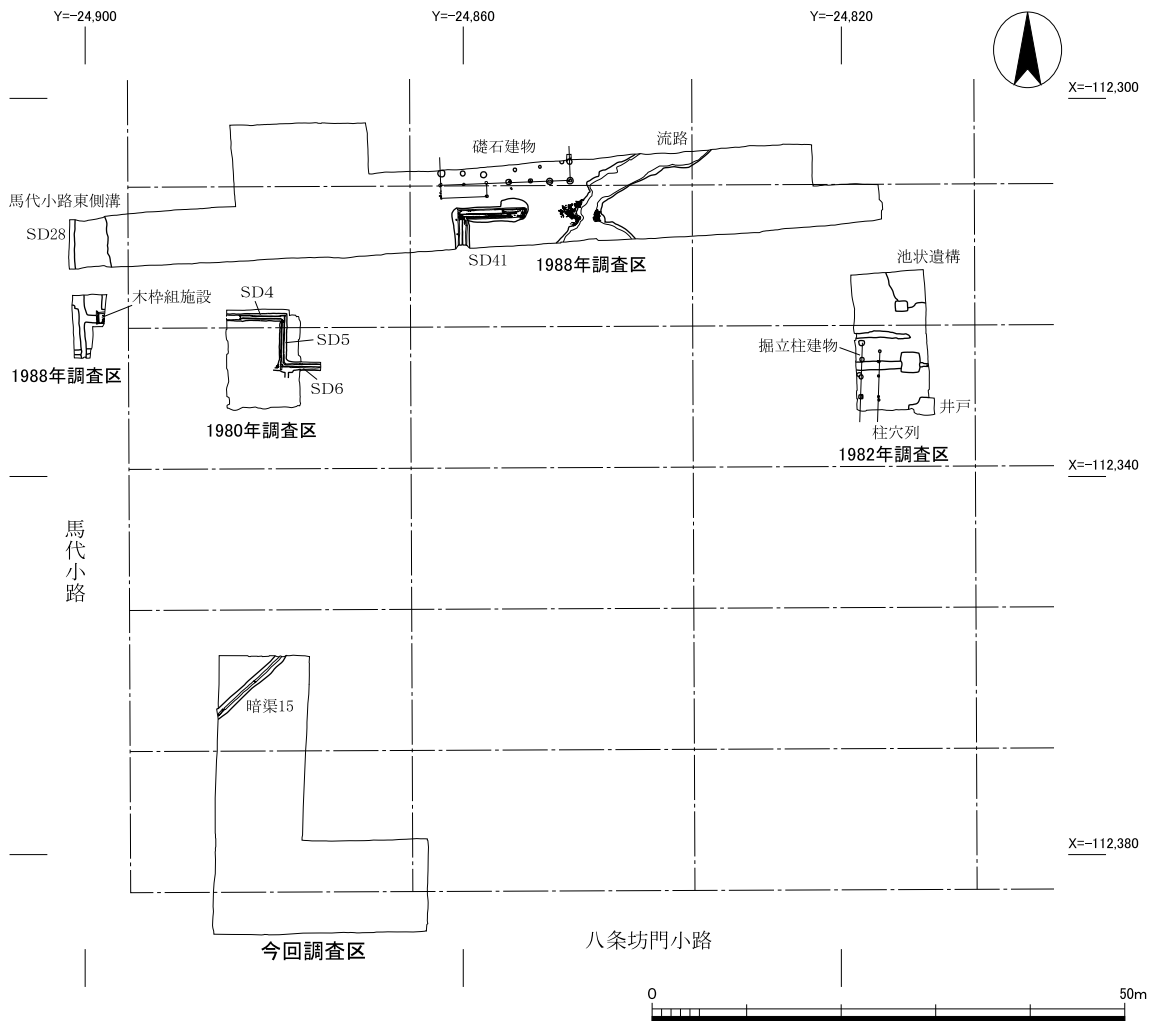 Y=-24,900
Y=-24,860
Y=-24,820
X=-112,300
礎石建物
流路
馬代小路東側溝
SD28
SD41
1988年調査区
池状遺構
木枠組施設
SD4
SD5
掘立柱建物
1988年調査区
SD6
井戸
1980年調査区
柱穴列
1982年調査区
X=-112,340
馬代小路
暗渠15
X=-112,380
八条坊門小路
今回調査区
0
50m